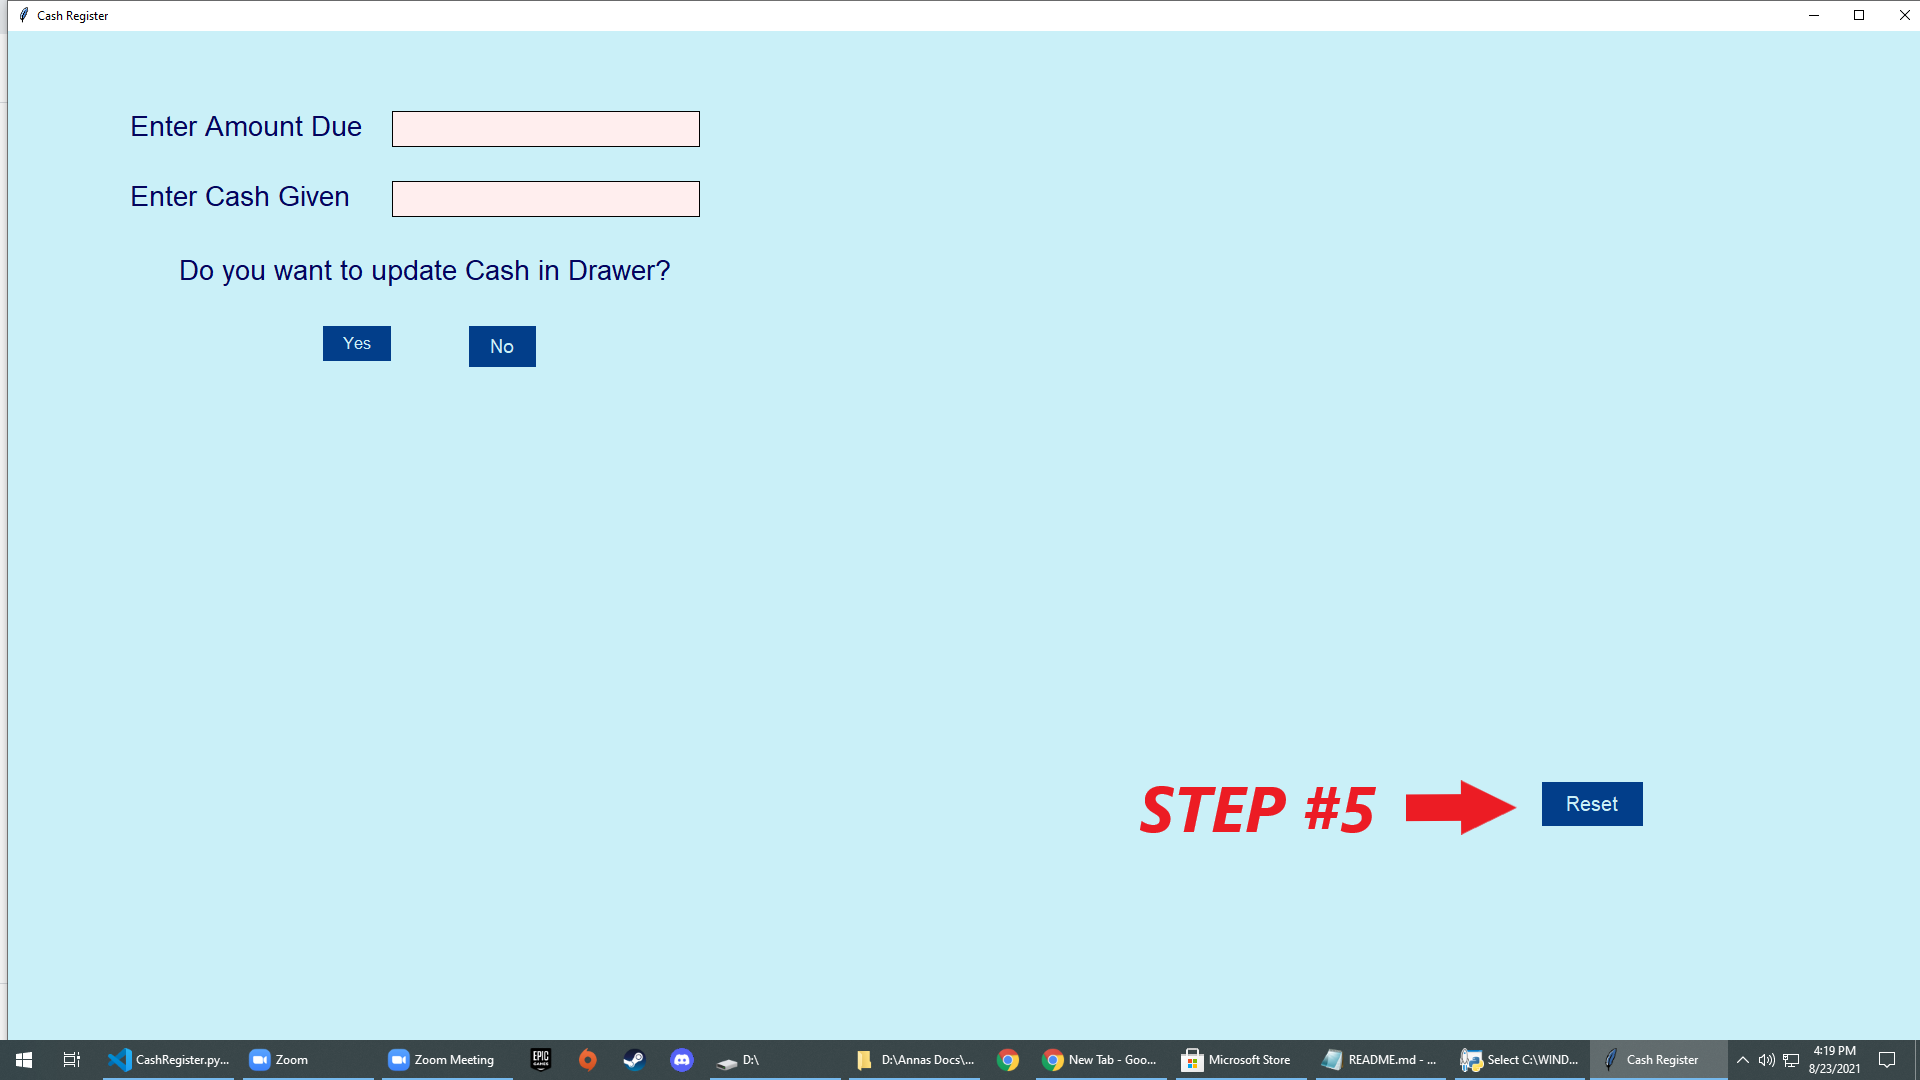 Cash Register
Enter Amount Due
Enter Cash Given
Do you want to update Cash in Drawer?
Yes No
STEP #5 Reset
CashRegister.py... Zoom Zoom Meeting EPIC GAMES D:\ D:\Annas Docs\... New Tab - Goo... Microsoft Store README.md - ... Select C:\WIND... Cash Register 4:19 PM
8/23/2021